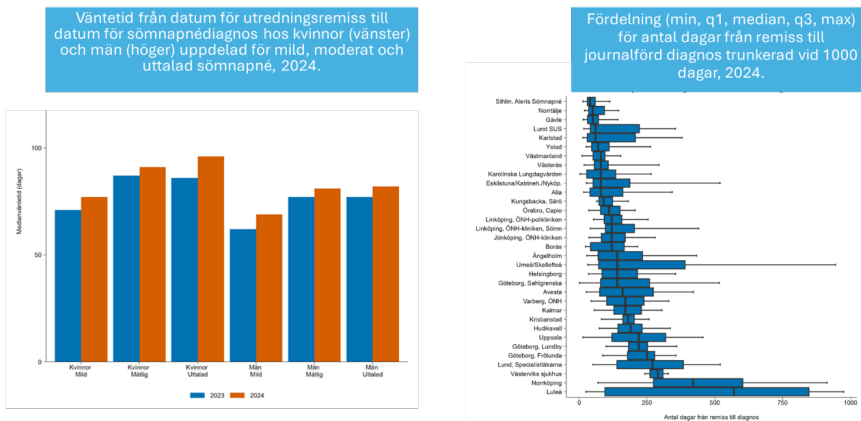 Väntetid från datum för utredningsremiss till
datum för sömnapnédiagnos hos kvinnor (vänster)
och män (höger) uppdelad för mild, moderat och
uttalad sömnapné, 2024.
Medianväntetid (dagar)
100
50
0
Kvinnor
Mild
Kvinnor
Måttlig
Kvinnor
Uttalad
Män
Mild
Män
Måttlig
Män
Uttalad
2023
2024
Fördelning (min, q1, median, q3, max)
för antal dagar från remiss till
journalförd diagnos trunkerad vid 1000
dagar, 2024.
Sthlm, Aleris Sömnapné
Norrtälje
Gävle
Lund SUS
Karlstad
Ystad
Västmanland
Västerås
Karolinska Lungdagvården
Eskilstuna/Katrineh./Nyköp.
Alla
Kungsbacka, Särö
Örebro, Capio
Linköping, ÖNH-polikliniken
Linköping, ÖNH-kliniken, Sömn
Jönköping, ÖNH-kliniken
Borås
Ängelholm
Umeå/Skellefteå
Helsingborg
Göteborg, Sahlgrenska
Avesta
Varberg, ÖNH
Kalmar
Kristianstad
Hudiksvall
Uppsala
Göteborg, Lundby
Göteborg, Frölunda
Lund, Specialistläkarna
Västerviks sjukhus
Norrköping
Luleå
0
250
500
750
1000
Antal dagar från remiss till diagnos